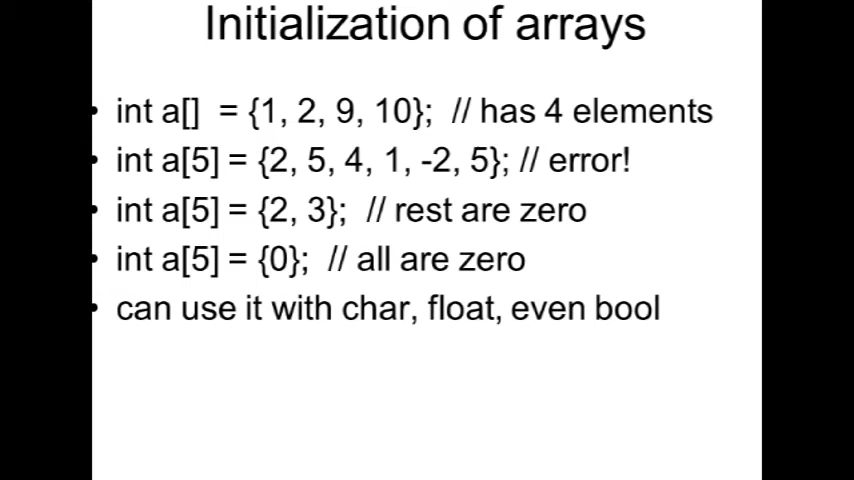 Initialization of arrays
• int a[] = {1, 2, 9, 10}; // has 4 elements
• int a[5] = {2, 5, 4, 1, -2, 5}; // error!
• int a[5] = {2, 3}; // rest are zero
• int a[5] = {0}; // all are zero
• can use it with char, float, even bool